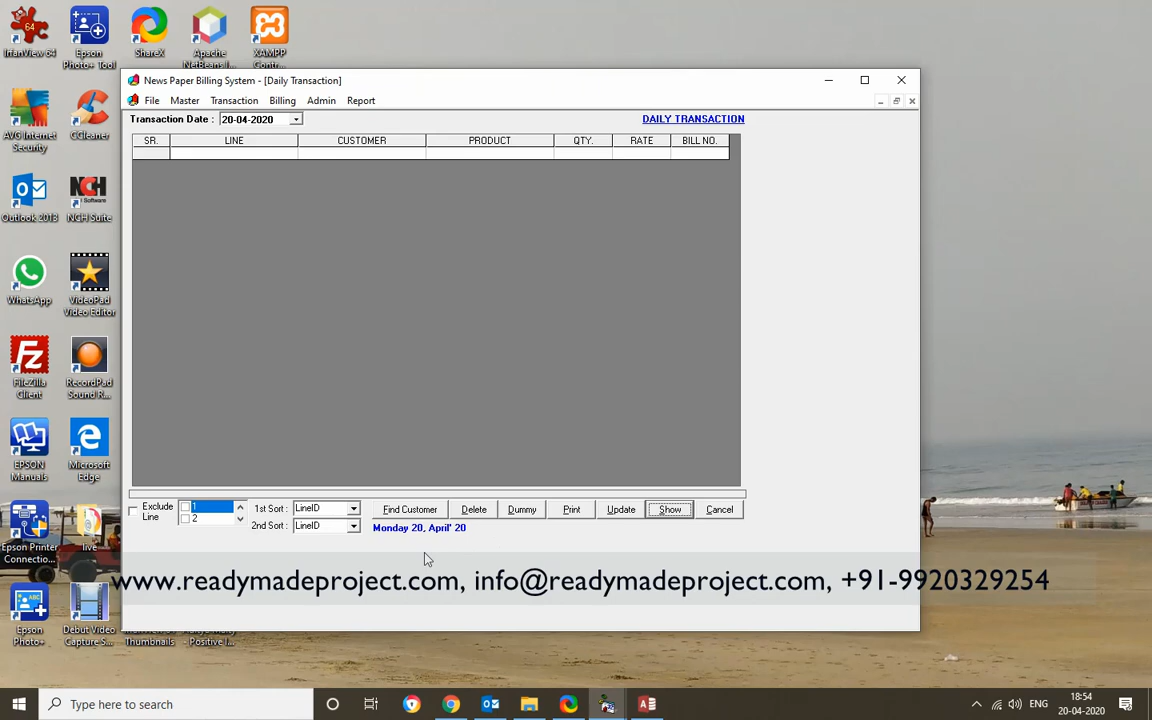 IrfanView 64
Epson Photo+ Tool
ShareX
Apache NetBeans I...
XAMPP Contr...
News Paper Billing System - [Daily Transaction]
File Master Transaction Billing Admin Report
Transaction Date : 20-04-2020
DAILY TRANSACTION
SR. LINE CUSTOMER PRODUCT QTY. RATE BILL NO.
AVG Internet Security
CCleaner
Outlook 2013
NCH Software
NCH Suite
WhatsApp
VideoPad Video Editor
FileZilla Client
RecordPad Sound R...
EPSON Manuals
Microsoft Edge
Exclude Line
1
2
1st Sort : LineID
2nd Sort : LineID
Find Customer Delete Dummy Print Update Show Cancel
Monday 20, April' 20
Epson Printer Connectio...
live
www.readymadeproject.com, info@readymadeproject.com, +91-9920329254
Epson Photo+
Debut Video Capture S...
Thumbnails
- Positive I...
Type here to search
ENG
18:54
20-04-2020